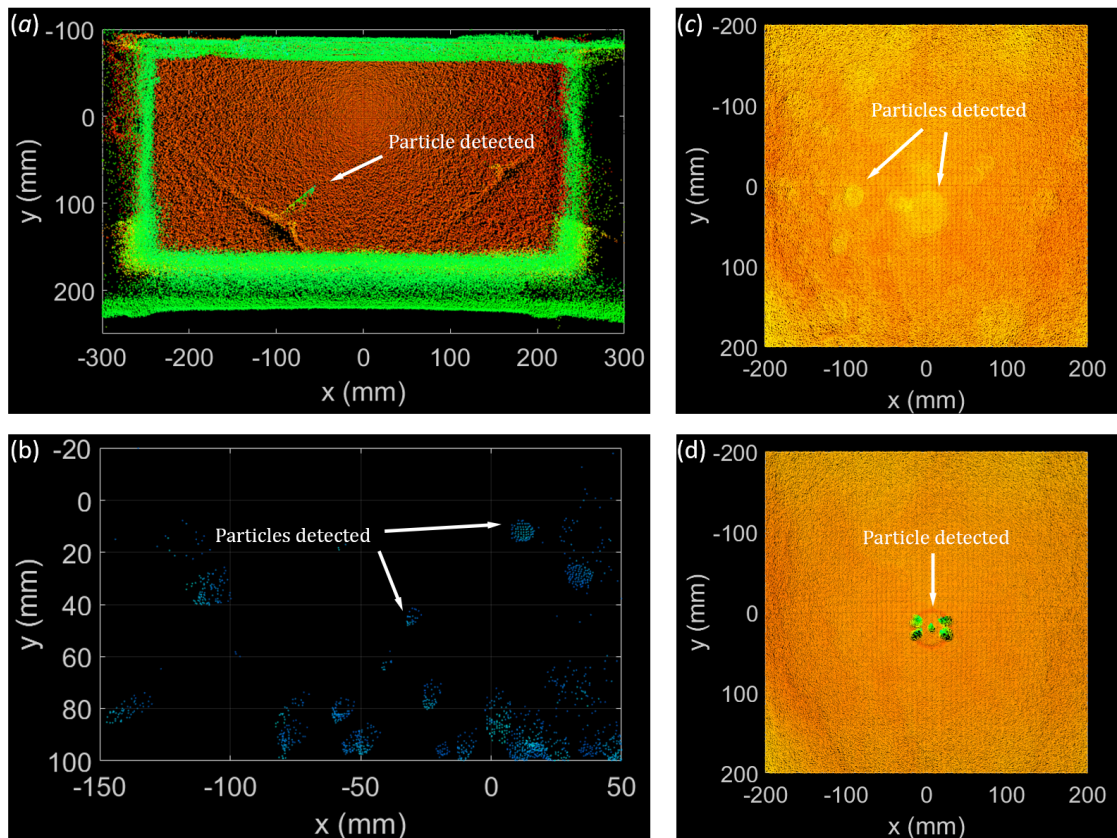 (a)
-100
0
100
200
y (mm)
Particle detected
-300 -200 -100 0 100 200 300
x (mm)
(c)
-200
-100
0
100
200
y (mm)
Particles detected
-200 -100 0 100 200
x (mm)
(b)
-20
0
20
40
60
80
100
y (mm)
Particles detected
-150 -100 -50 0 50
x (mm)
(d)
-200
-100
0
100
200
y (mm)
Particle detected
-200 -100 0 100 200
x (mm)